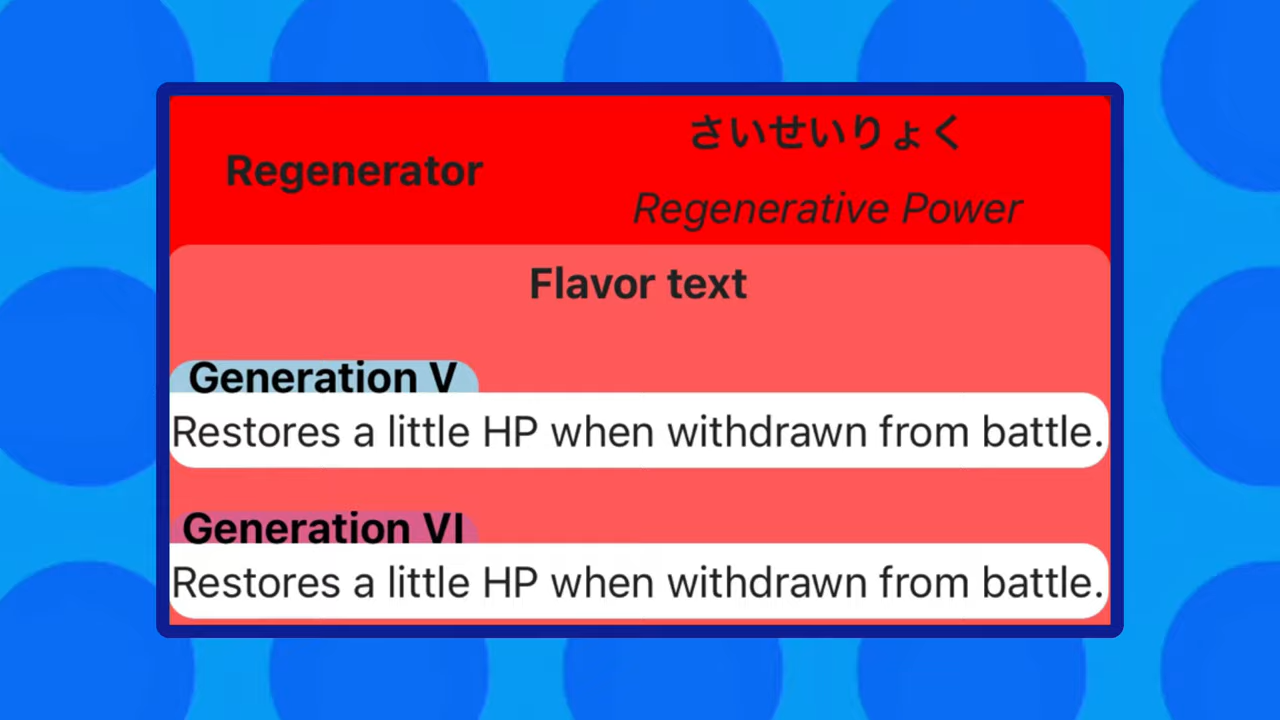 Regenerator
さいせいりょく
Regenerative Power
Flavor text
Generation V
Restores a little HP when withdrawn from battle.
Generation VI
Restores a little HP when withdrawn from battle.